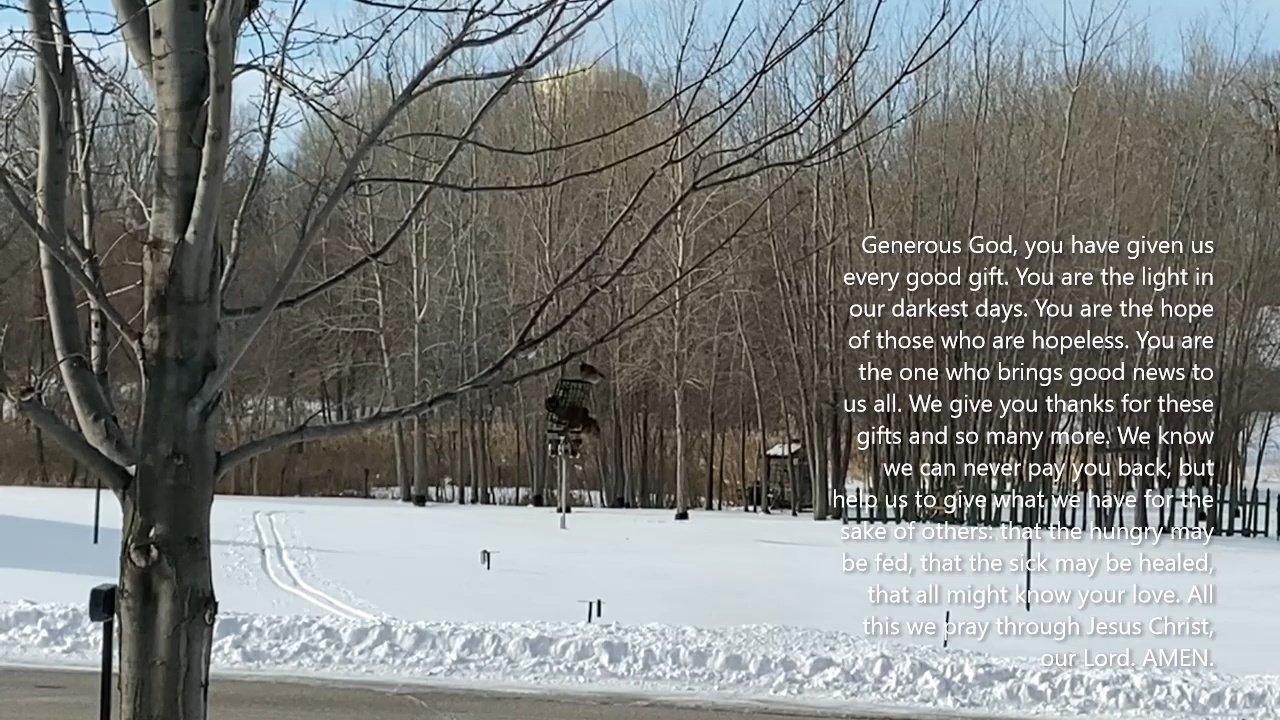 Generous God, you have given us
every good gift. You are the light in
our darkest days. You are the hope
of those who are hopeless. You are
the one who brings good news to
us all. We give you thanks for these
gifts and so many more. We know
we can never pay you back, but
help us to give what we have for the
sake of others: that the hungry may
be fed, that the sick may be healed,
that all might know your love. All
this we pray through Jesus Christ,
our Lord. AMEN.